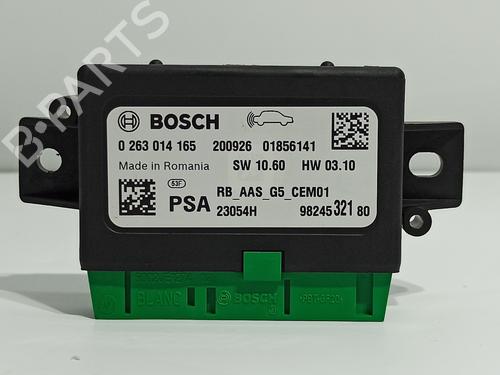 B-PARTS
BOSCH
0 263 014 165 200926 01856141
Made in Romania SW 10.60 HW 03.10
53F
RB_AAS_G5_CEM01
PSA 23054H 98245 321 80
BLANC BOSCH